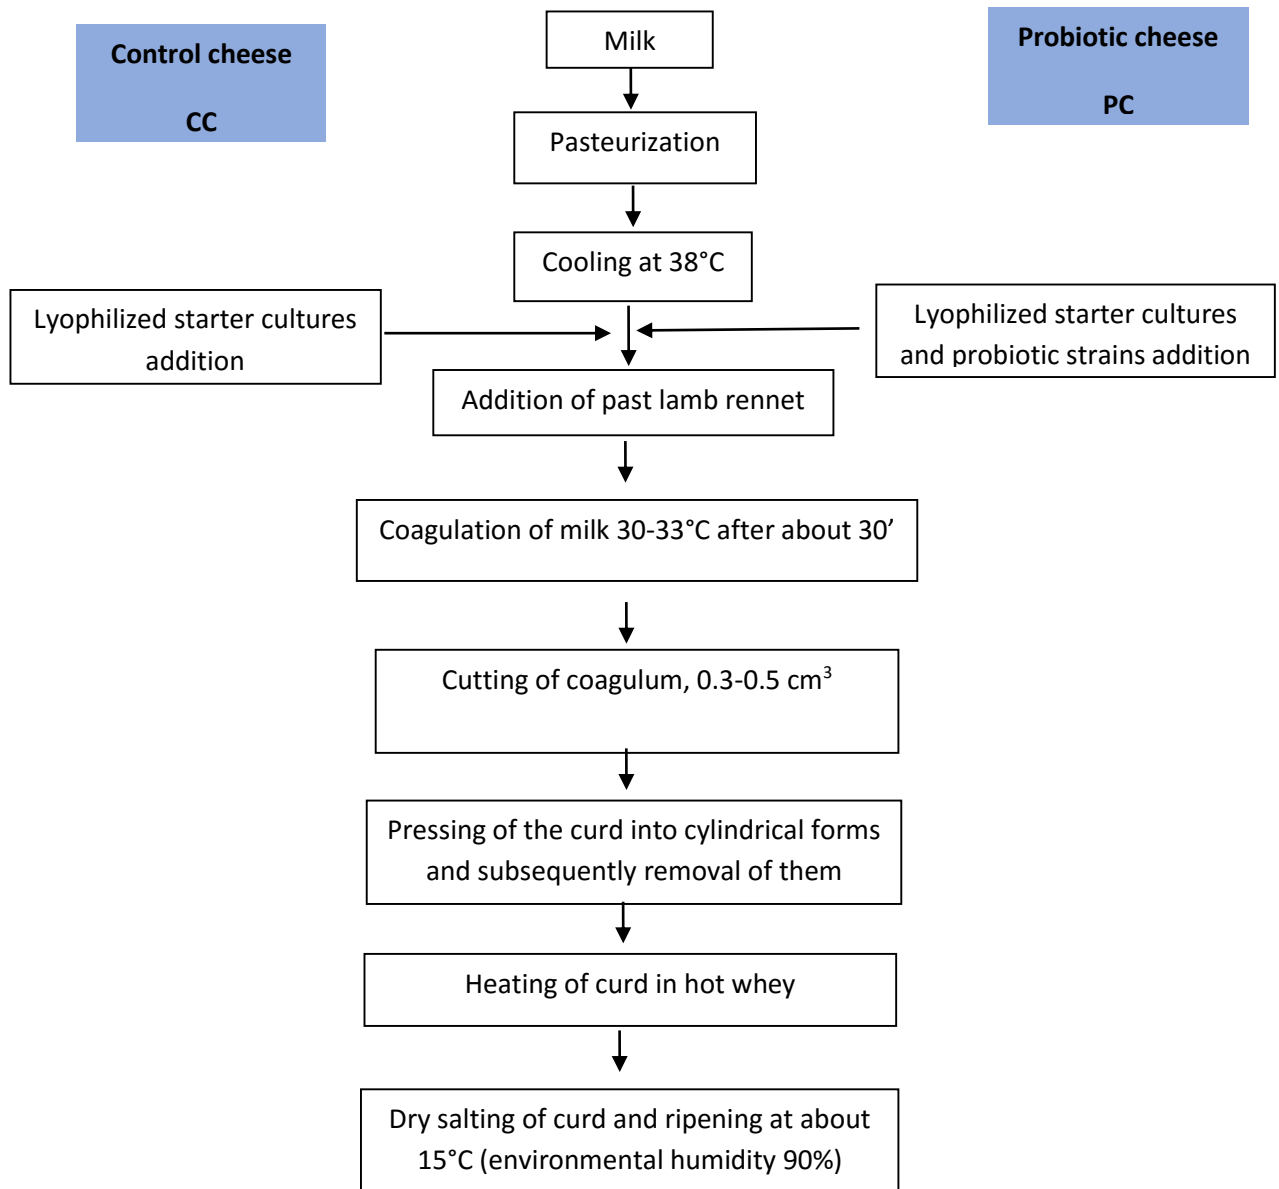 Control cheese
CC
Milk
Probiotic cheese
PC
Pasteurization
Cooling at 38°C
Lyophilized starter cultures
addition
Lyophilized starter cultures
and probiotic strains addition
Addition of past lamb rennet
Coagulation of milk 30-33°C after about 30’
Cutting of coagulum, 0.3-0.5 cm³
Pressing of the curd into cylindrical forms
and subsequently removal of them
Heating of curd in hot whey
Dry salting of curd and ripening at about
15°C (environmental humidity 90%)